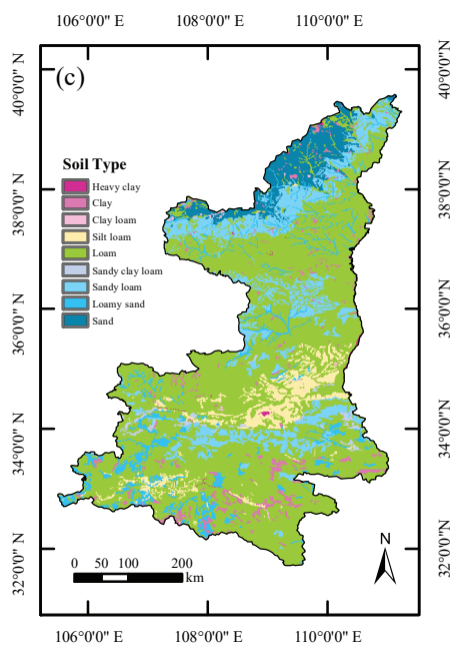 106°0'0" E 108°0'0" E 110°0'0" E
(c)
40°0'0" N
40°0'0" N
38°0'0" N
38°0'0" N
36°0'0" N
36°0'0" N
34°0'0" N
34°0'0" N
32°0'0" N
32°0'0" N
Soil Type
Heavy clay
Clay
Clay loam
Silt loam
Loam
Sandy clay loam
Sandy loam
Loamy sand
Sand
0 50 100 200
km
N
106°0'0" E 108°0'0" E 110°0'0" E